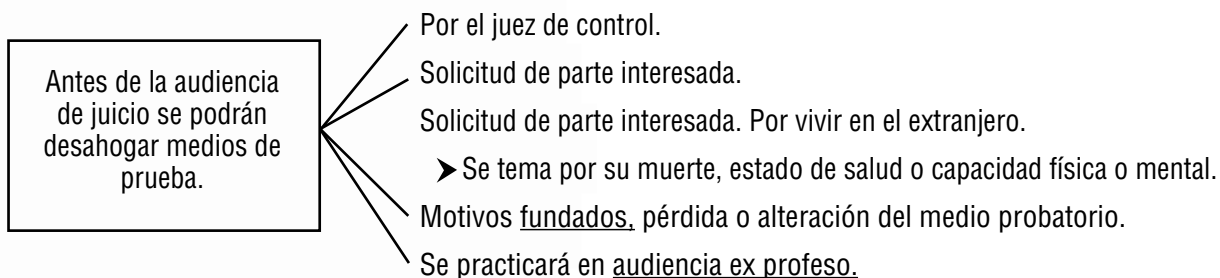 Antes de la audiencia
de juicio se podrán
desahogar medios de
prueba.
Por el juez de control.
Solicitud de parte interesada.
Solicitud de parte interesada. Por vivir en el extranjero.
➤ Se tema por su muerte, estado de salud o capacidad física o mental.
Motivos fundados, pérdida o alteración del medio probatorio.
Se practicará en audiencia ex profeso.